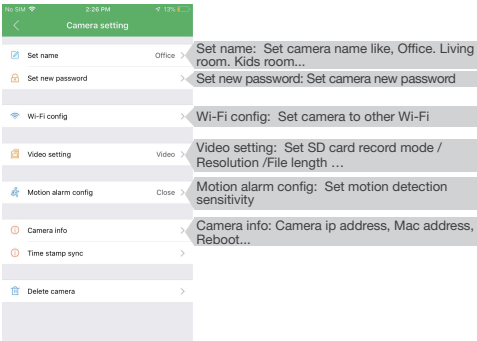 No SIM 2:26 PM 13%
Camera setting
Set name Office
Set name: Set camera name like, Office. Living
room. Kids room...
Set new password
Set new password: Set camera new password
Wi-Fi config
Wi-Fi config: Set camera to other Wi-Fi
Video setting Video
Video setting: Set SD card record mode /
Resolution /File length …
Motion alarm config Close
Motion alarm config: Set motion detection
sensitivity
Camera info
Camera info: Camera ip address, Mac address,
Reboot...
Time stamp sync
Delete camera